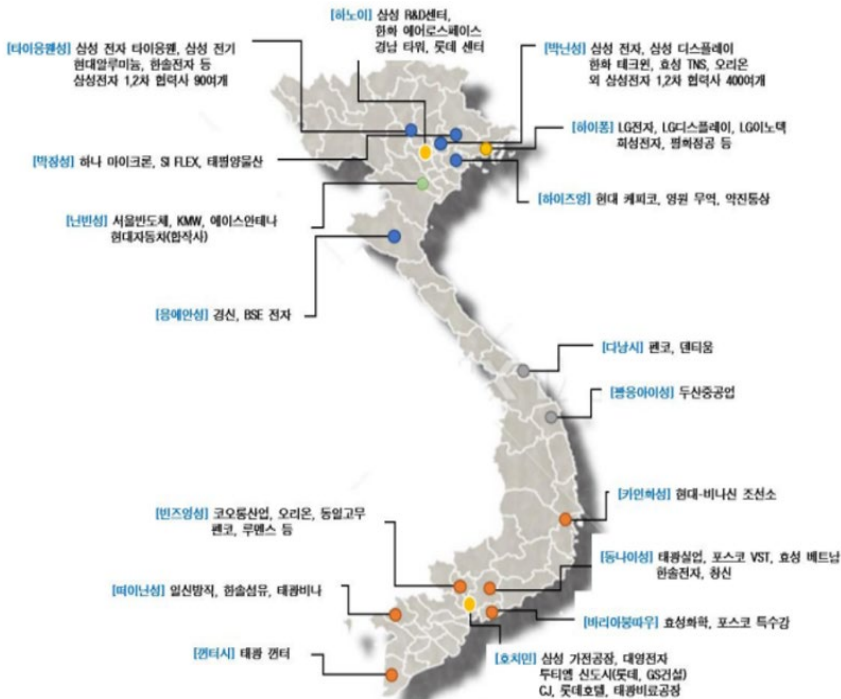 [하노이] 삼성 R&D센터,
한화 에어로스페이스
경남 타워, 롯데 센터
[타이응웬성] 삼성 전자 타이응웬, 삼성 전기
현대알루미늄, 한솔전자 등
삼성전자 1,2차 협력사 90여개
[박닌성] 삼성 전자, 삼성 디스플레이
한화 테크윈, 효성 TNS, 오리온
외 삼성전자 1,2차 협력사 400여개
[하이퐁] LG전자, LG디스플레이, LG이노텍
희성전자, 필화정공 등
[박장성] 하나 마이크론, SI FLEX, 태평양물산
[하이즈엉] 현대 케피코, 영원 무역, 약진통상
[닌빈성] 서울반도체, KMW, 에이스안테나
현대자동차(합작사)
[응에안성] 경신, BSE 전자
[다낭시] 펜코, 덴티움
[꽝응아이성] 두산중공업
[카인화성] 현대-비나신 조선소
[빈즈엉성] 코오롱산업, 오리온, 동일고무
펜코, 루멘스 등
[동나이성] 태광실업, 포스코 VST, 효성 베트남
한솔전자, 창신
[떠이닌성] 일신방직, 한솔섬유, 태광비나
[바리아붕따우] 효성화학, 포스코 특수강
[껀터시] 태광 껀터
[호치민] 삼성 가전공장, 대영전자
투티엠 신도시(롯데, GS건설)
CJ, 롯데호텔, 태광비료공장